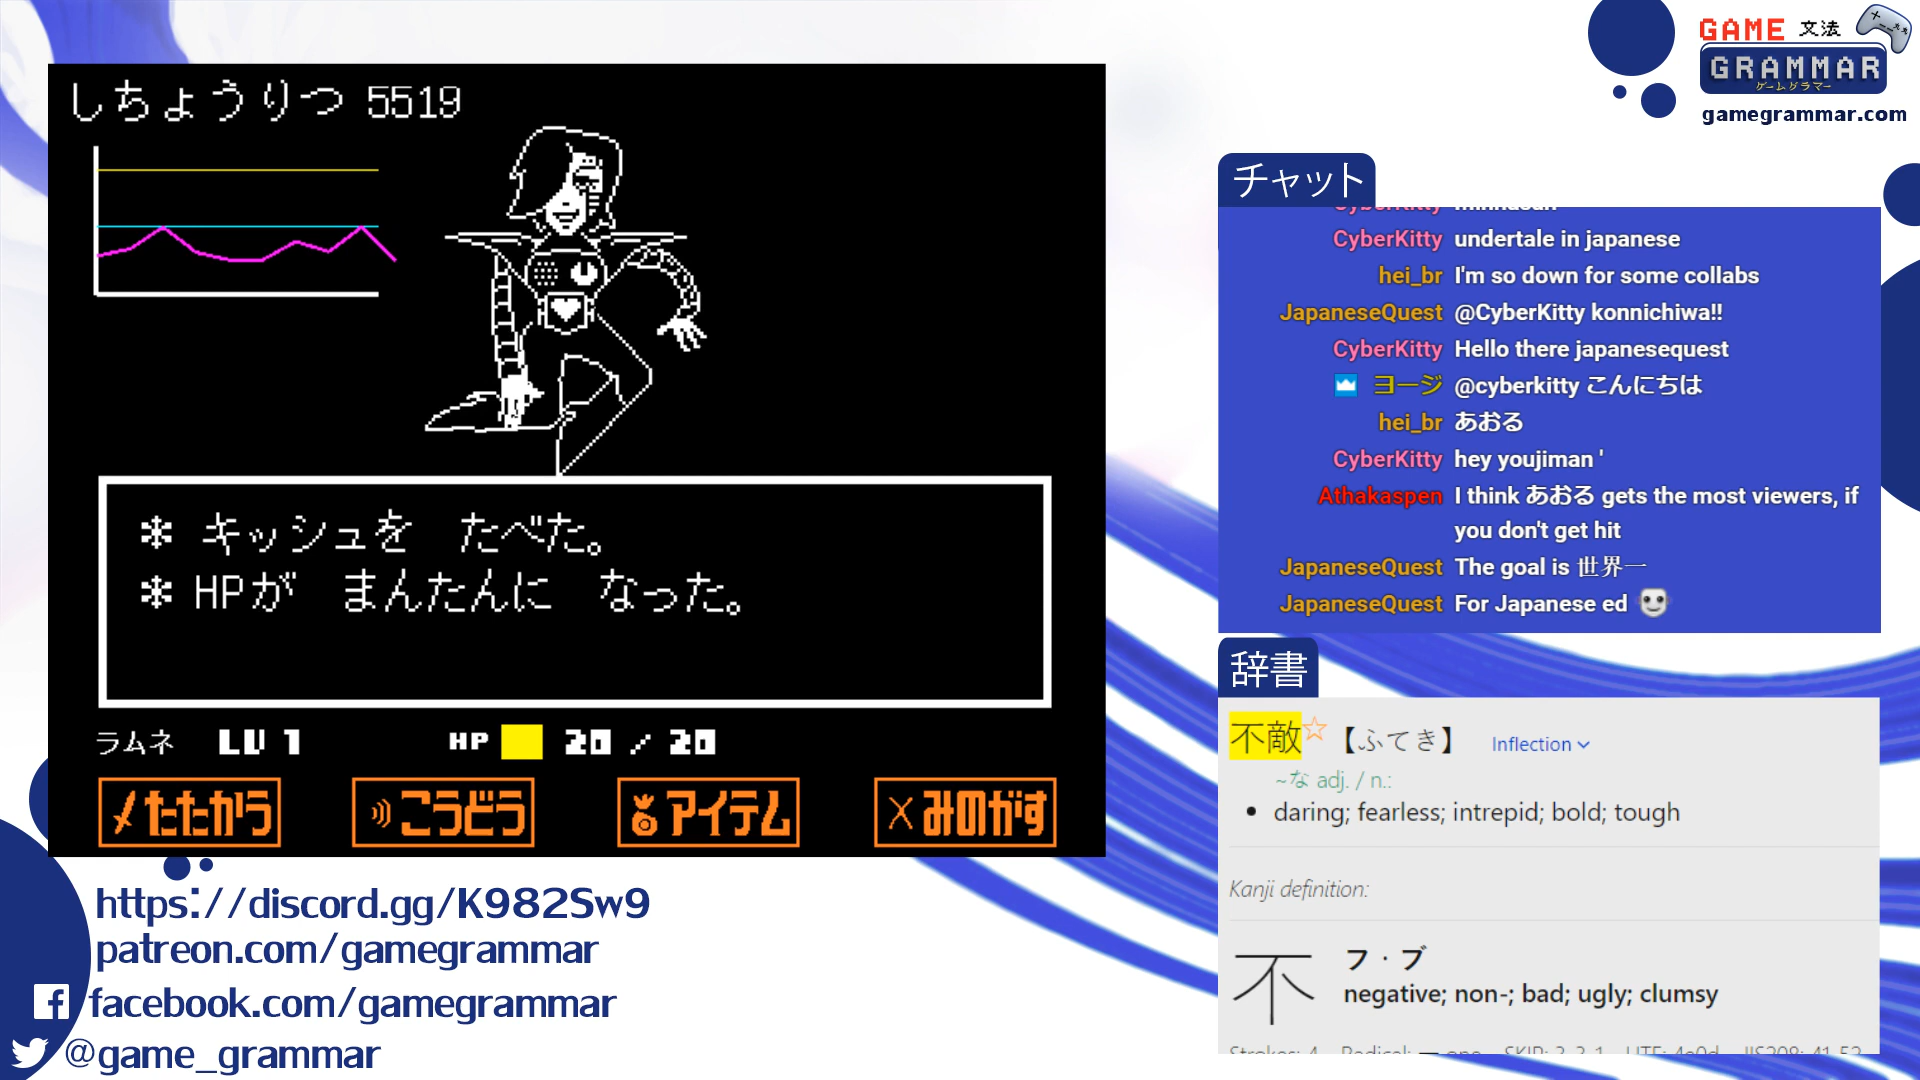 しちょうりつ 5519
* キッシュを たべた。
* HPが まんたんに なった。
ラムネ LV 1 HP 20 / 20
たたかう こうどう アイテム みのがす
https://discord.gg/K982Sw9
patreon.com/gamegrammar
facebook.com/gamegrammar
@game_grammar
GAME 文法
GRAMMAR
ゲームグラマー
gamegrammar.com
チャット
CyberKitty minnasan
CyberKitty undertale in japanese
hei_br I'm so down for some collabs
JapaneseQuest @CyberKitty konnichiwa!!
CyberKitty Hello there japanesequest
ヨージ @cyberkitty こんにちは
hei_br あおる
CyberKitty hey youjiman '
Athakaspen I think あおる gets the most viewers, if
you don't get hit
JapaneseQuest The goal is 世界一
JapaneseQuest For Japanese ed
辞書
不敵☆【ふてき】 Inflection
~な adj. / n.:
• daring; fearless; intrepid; bold; tough
Kanji definition:
不 フ · ブ
negative; non-; bad; ugly; clumsy